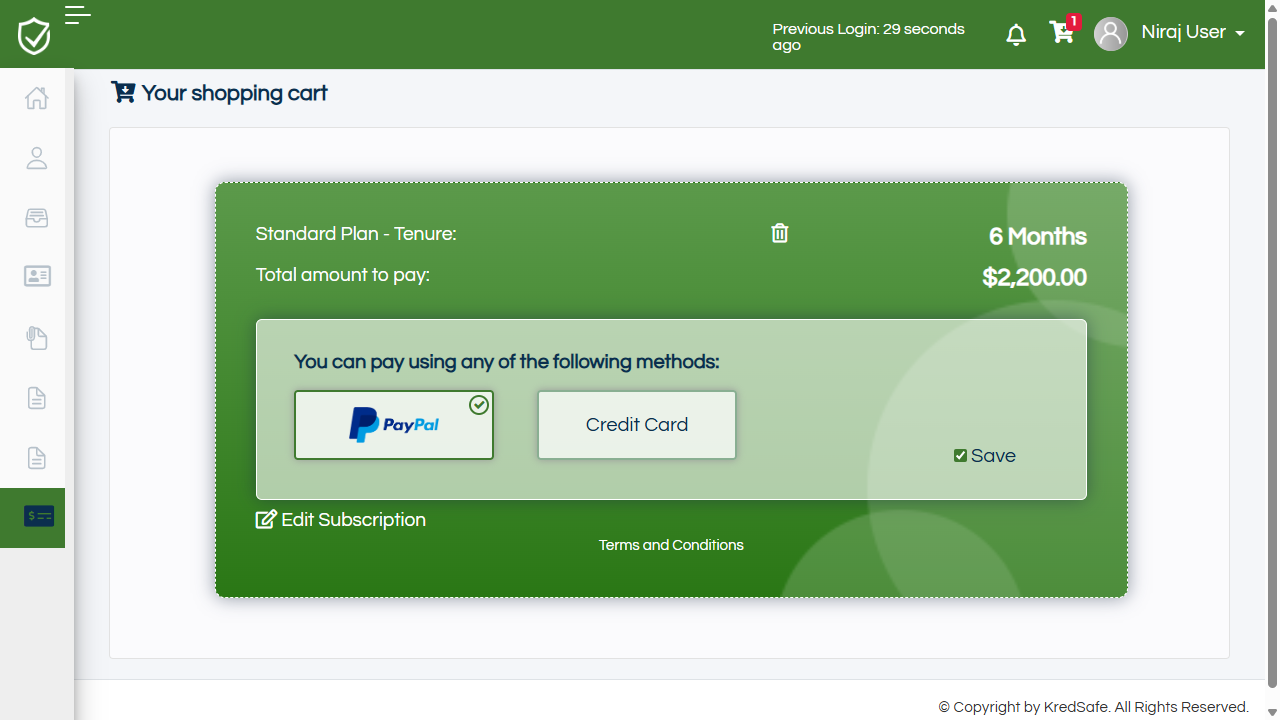 Previous Login: 29 seconds
ago
1
Niraj User
Your shopping cart
Standard Plan - Tenure:
6 Months
Total amount to pay:
$2,200.00
You can pay using any of the following methods:
PayPal
Credit Card
Save
Edit Subscription
Terms and Conditions
© Copyright by KredSafe. All Rights Reserved.